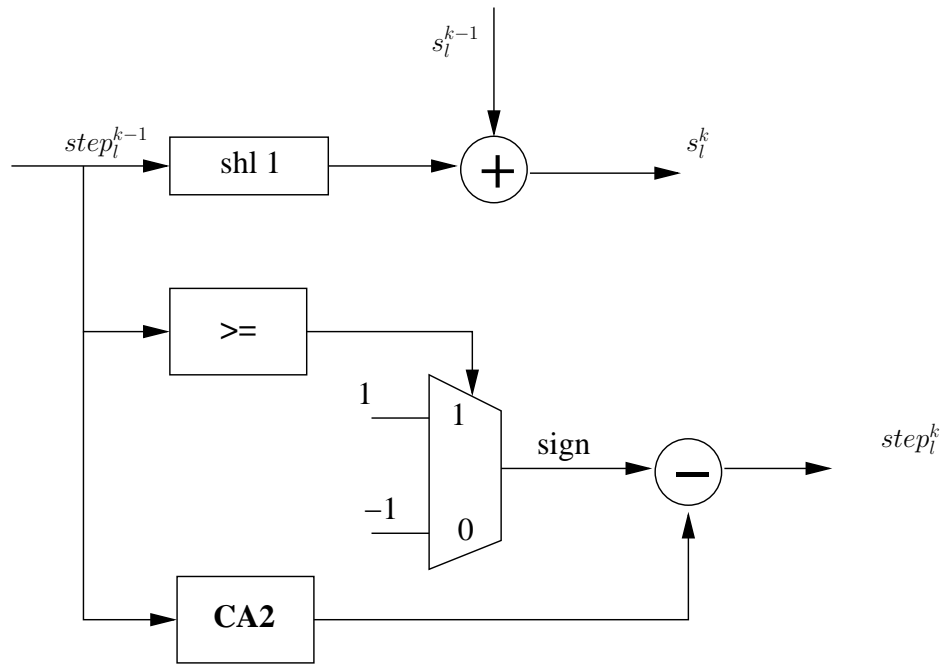 $s_l^{k-1}$
$step_l^{k-1}$
shl 1
+
$s_l^k$
>=
1
1
sign
−
$step_l^k$
−1
0
CA2